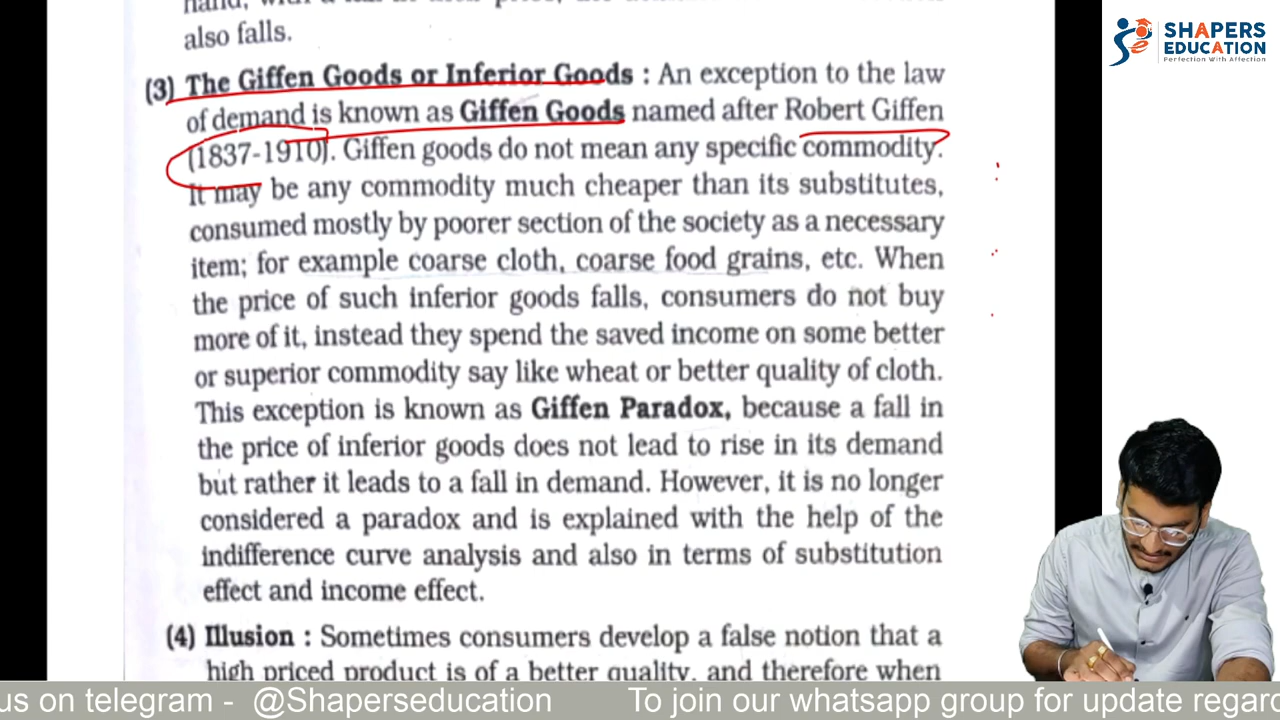 also falls.
(3) The Giffen Goods or Inferior Goods : An exception to the law
of demand is known as Giffen Goods named after Robert Giffen
(1837-1910). Giffen goods do not mean any specific commodity.
It may be any commodity much cheaper than its substitutes,
consumed mostly by poorer section of the society as a necessary
item; for example coarse cloth, coarse food grains, etc. When
the price of such inferior goods falls, consumers do not buy
more of it, instead they spend the saved income on some better
or superior commodity say like wheat or better quality of cloth.
This exception is known as Giffen Paradox, because a fall in
the price of inferior goods does not lead to rise in its demand
but rather it leads to a fall in demand. However, it is no longer
considered a paradox and is explained with the help of the
indifference curve analysis and also in terms of substitution
effect and income effect.
(4) Illusion : Sometimes consumers develop a false notion that a
high priced product is of a better quality, and therefore when
SHAPERS
EDUCATION
Perfection With Affection
us on telegram - @Shaperseducation To join our whatsapp group for update